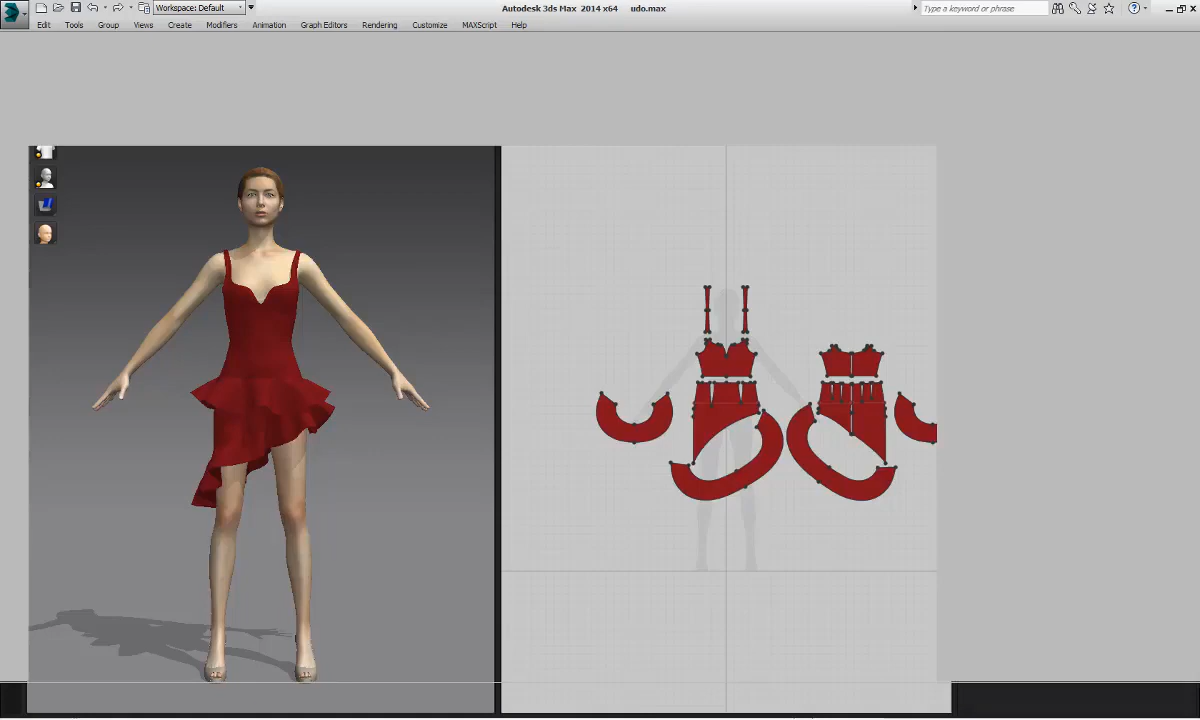 Workspace: Default
Autodesk 3ds Max 2014 x64 udo.max
Type a keyword or phrase
Edit Tools Group Views Create Modifiers Animation Graph Editors Rendering Customize MAXScript Help